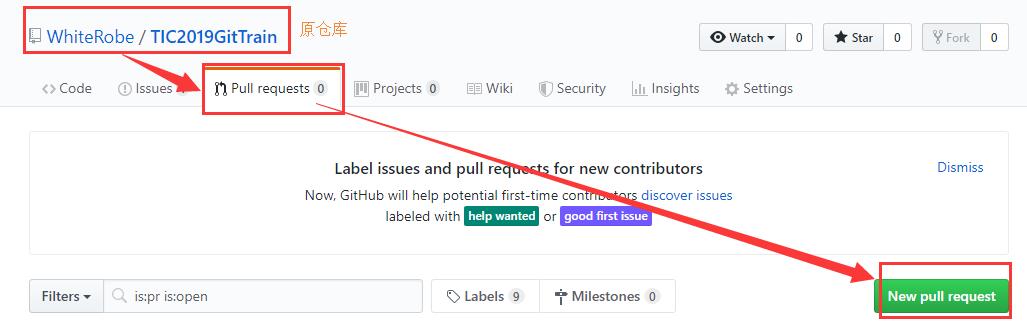 WhiteRobe / TIC2019GitTrain 原仓库
Watch 0 Star 0 Fork 0
Code Issues Pull requests 0 Projects 0 Wiki Security Insights Settings
Label issues and pull requests for new contributors Dismiss
Now, GitHub will help potential first-time contributors discover issues
labeled with help wanted or good first issue
Filters is:pr is:open Labels 9 Milestones 0 New pull request